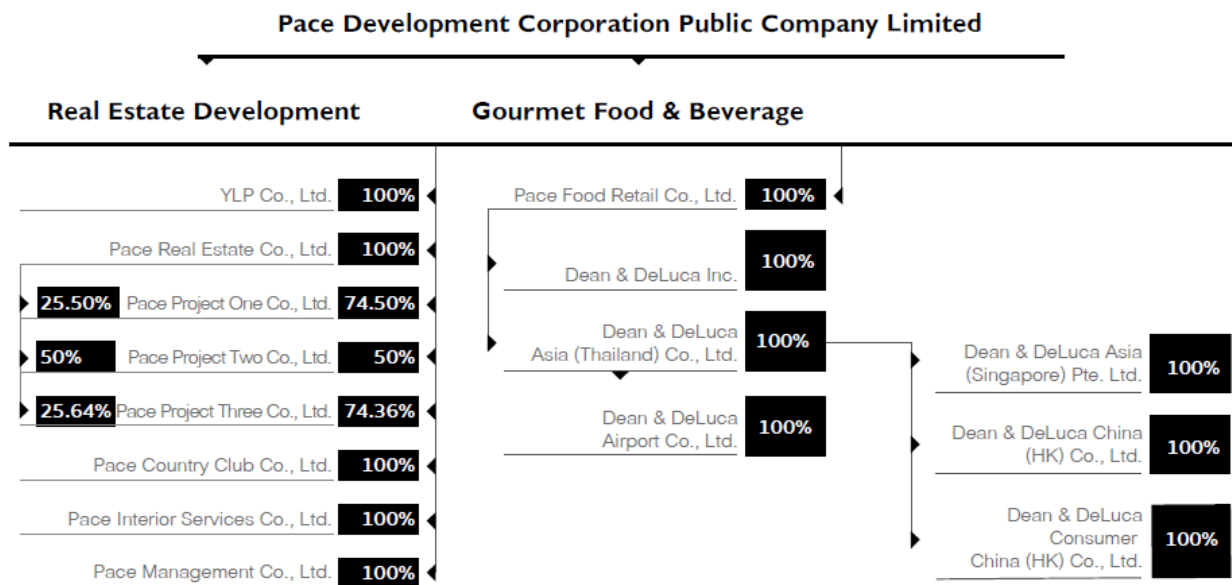 Pace Development Corporation Public Company Limited
Real Estate Development
Gourmet Food & Beverage
YLP Co., Ltd. 100%
Pace Real Estate Co., Ltd. 100%
25.50% Pace Project One Co., Ltd. 74.50%
50% Pace Project Two Co., Ltd. 50%
25.64% Pace Project Three Co., Ltd. 74.36%
Pace Country Club Co., Ltd. 100%
Pace Interior Services Co., Ltd. 100%
Pace Management Co., Ltd. 100%
Pace Food Retail Co., Ltd. 100%
Dean & DeLuca Inc. 100%
Dean & DeLuca
Asia (Thailand) Co., Ltd. 100%
Dean & DeLuca
Airport Co., Ltd. 100%
Dean & DeLuca Asia
(Singapore) Pte. Ltd. 100%
Dean & DeLuca China
(HK) Co., Ltd. 100%
Dean & DeLuca
Consumer
China (HK) Co., Ltd. 100%